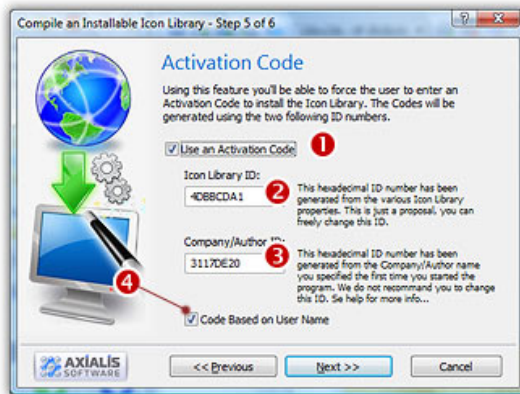 Compile an Installable Icon Library - Step 5 of 6
Activation Code
Using this feature you'll be able to force the user to enter an
Activation Code to install the Icon Library. The Codes will be
generated using the two following ID numbers.
Use an Activation Code
1
Icon Library ID:
4DBBCDA1
2
This hexadecimal ID number has been
generated from the various Icon Library
properties. This is just a proposal, you can
freely change this ID.
Company/Author ID:
3117DE20
3
This hexadecimal ID number has been
generated from the Company/Author name
you specified the first time you started the
program. We do not recommand you to change
this ID. Se help for more info...
4
Code Based on User Name
AXIALIS
SOFTWARE
<< Previous
Next >>
Cancel